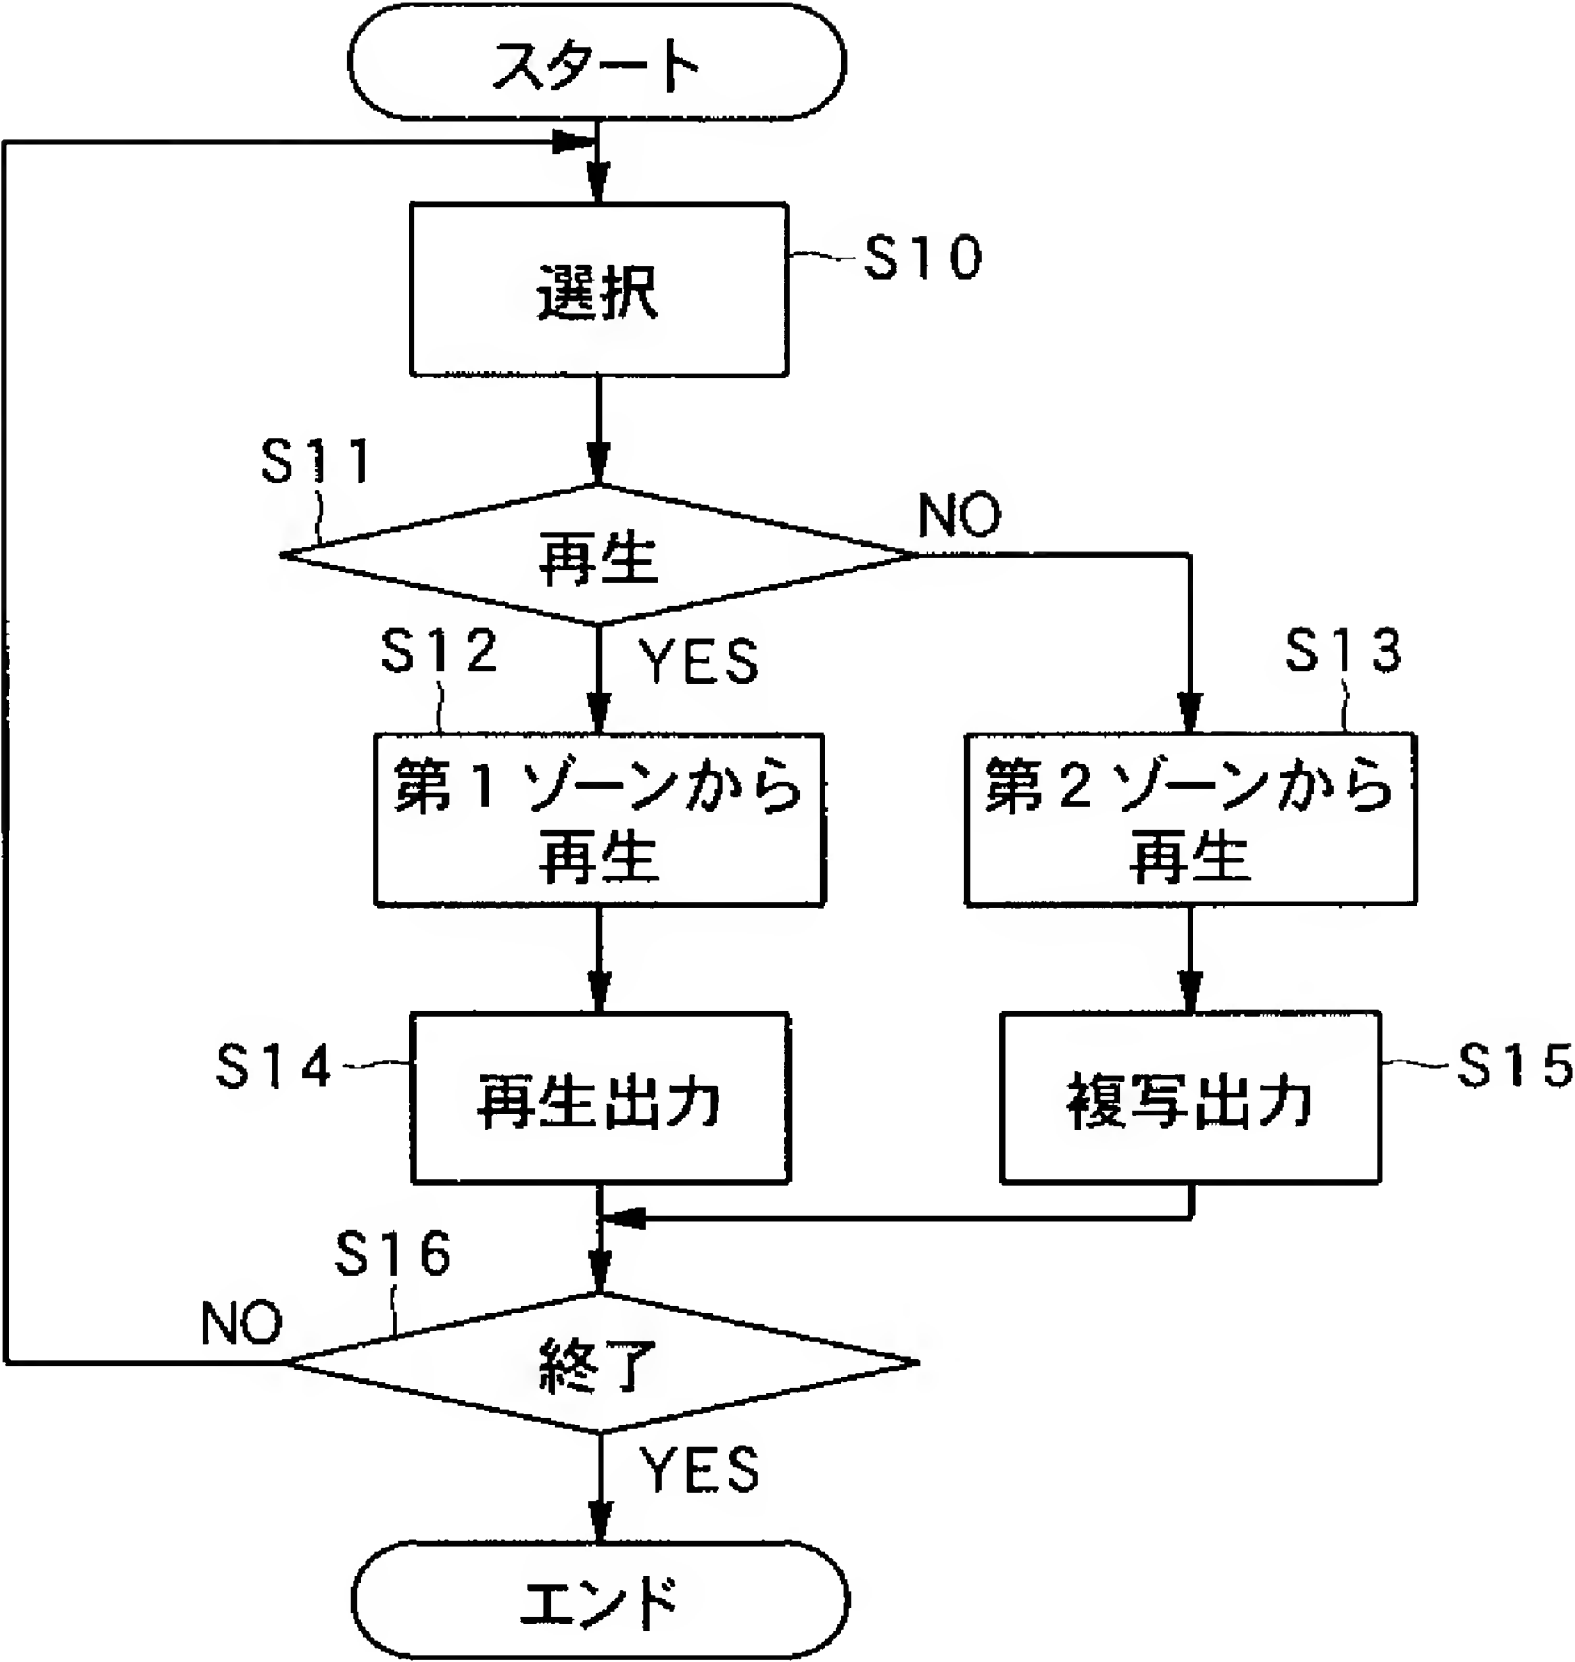 スタート
選択
S10
S11
再生
NO
YES
S12
第1ゾーンから
再生
S13
第2ゾーンから
再生
S14
再生出力
複写出力
S15
S16
NO
終了
YES
エンド